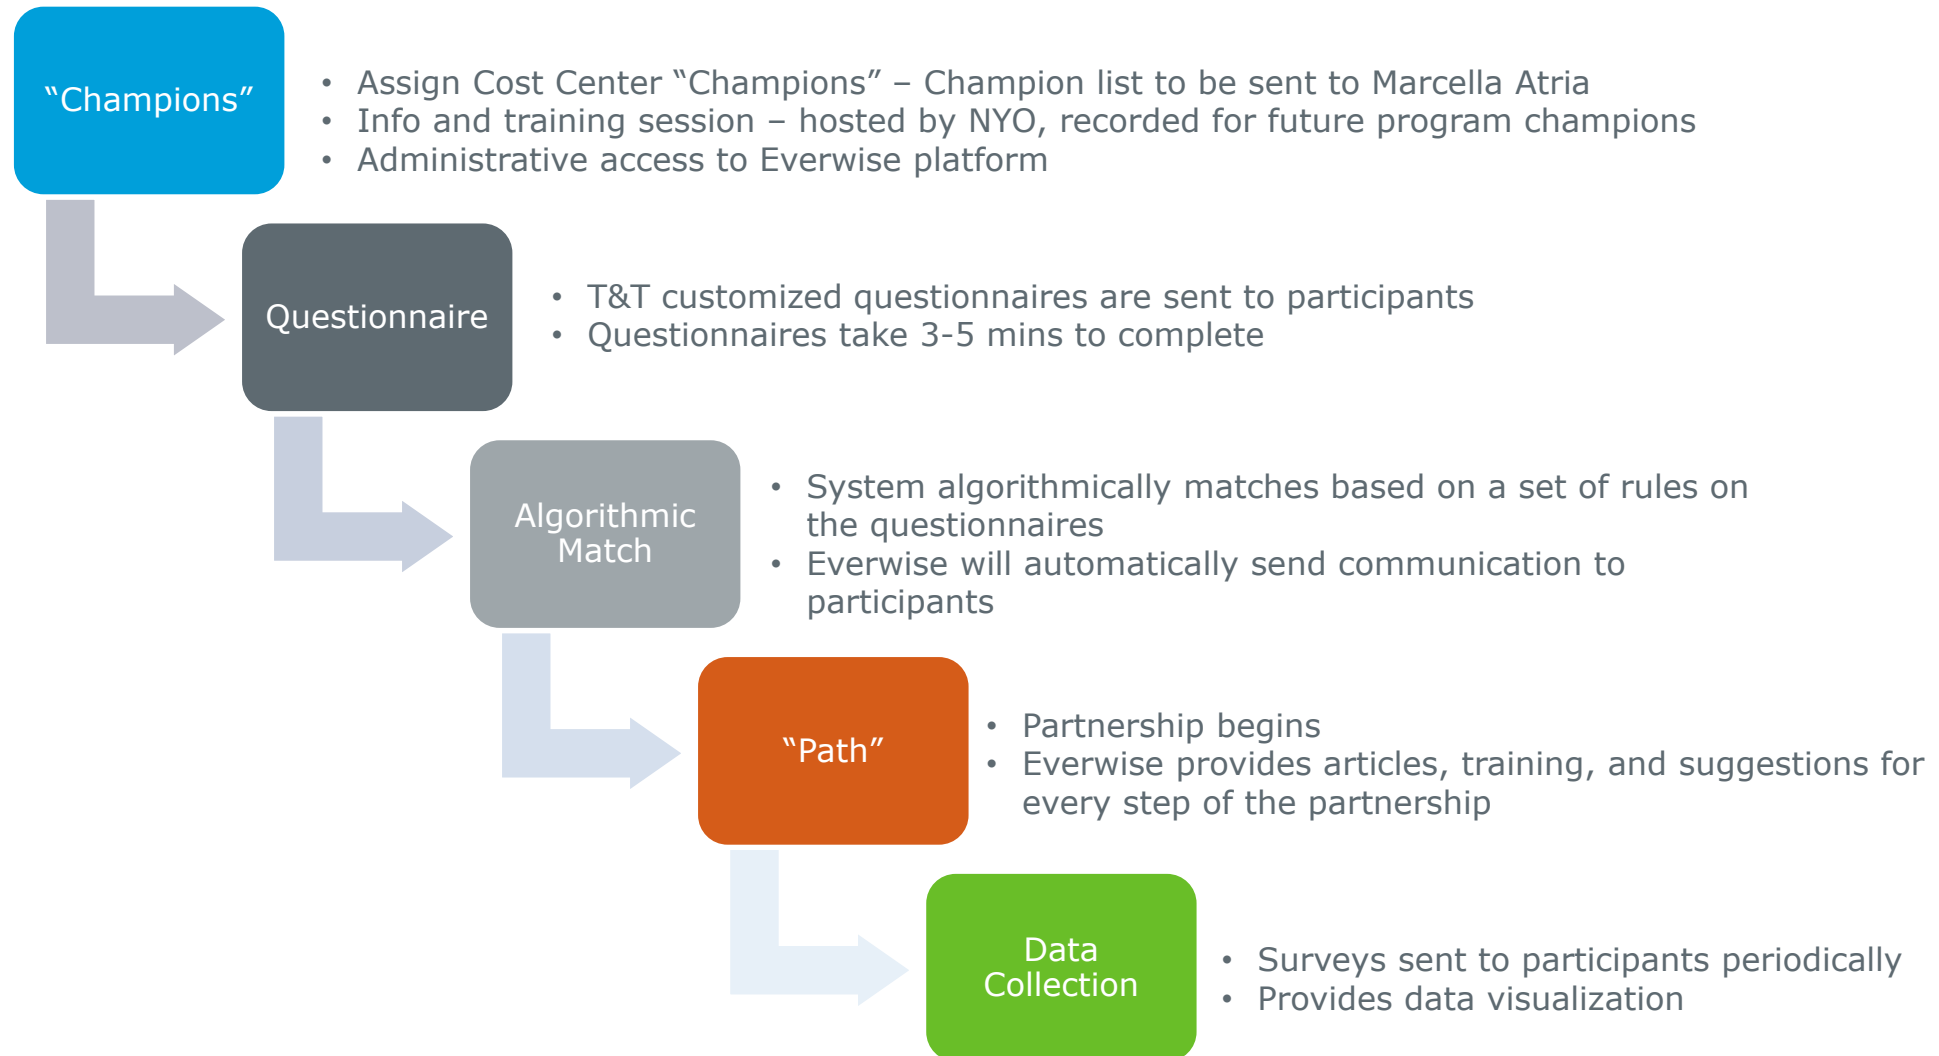 “Champions”
• Assign Cost Center “Champions” – Champion list to be sent to Marcella Atria
• Info and training session – hosted by NYO, recorded for future program champions
• Administrative access to Everwise platform
Questionnaire
• T&T customized questionnaires are sent to participants
• Questionnaires take 3-5 mins to complete
Algorithmic
Match
• System algorithmically matches based on a set of rules on
the questionnaires
• Everwise will automatically send communication to
participants
“Path”
• Partnership begins
• Everwise provides articles, training, and suggestions for
every step of the partnership
Data
Collection
• Surveys sent to participants periodically
• Provides data visualization